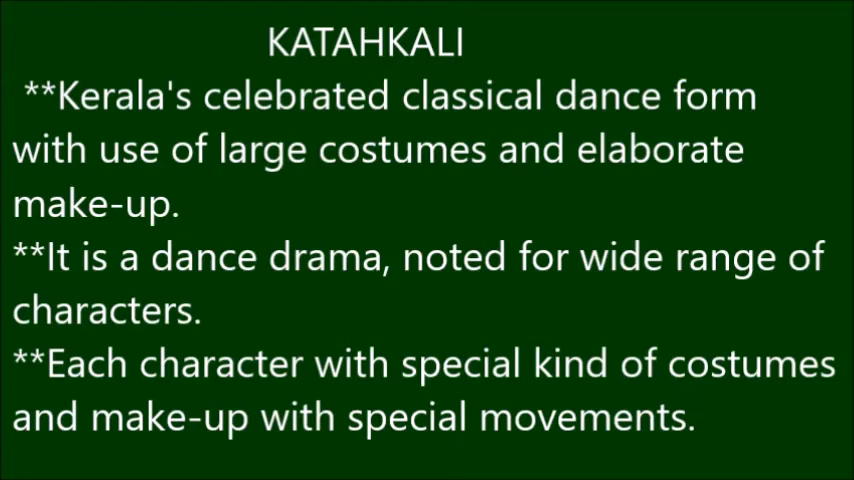 KATAHKALI
**Kerala's celebrated classical dance form
with use of large costumes and elaborate
make-up.
**It is a dance drama, noted for wide range of
characters.
**Each character with special kind of costumes
and make-up with special movements.